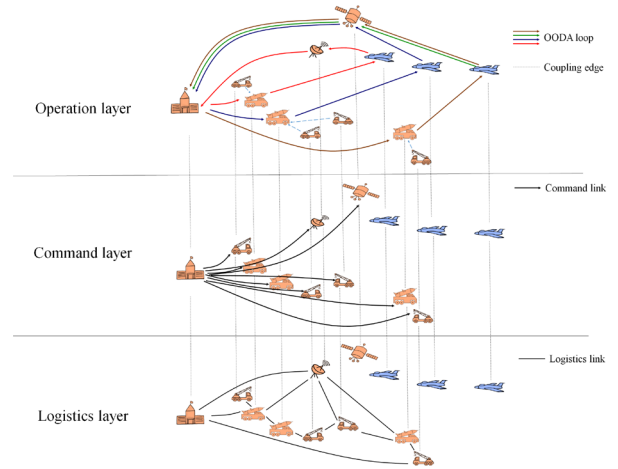 OODA loop
Coupling edge
Operation layer
Command link
Command layer
Logistics link
Logistics layer